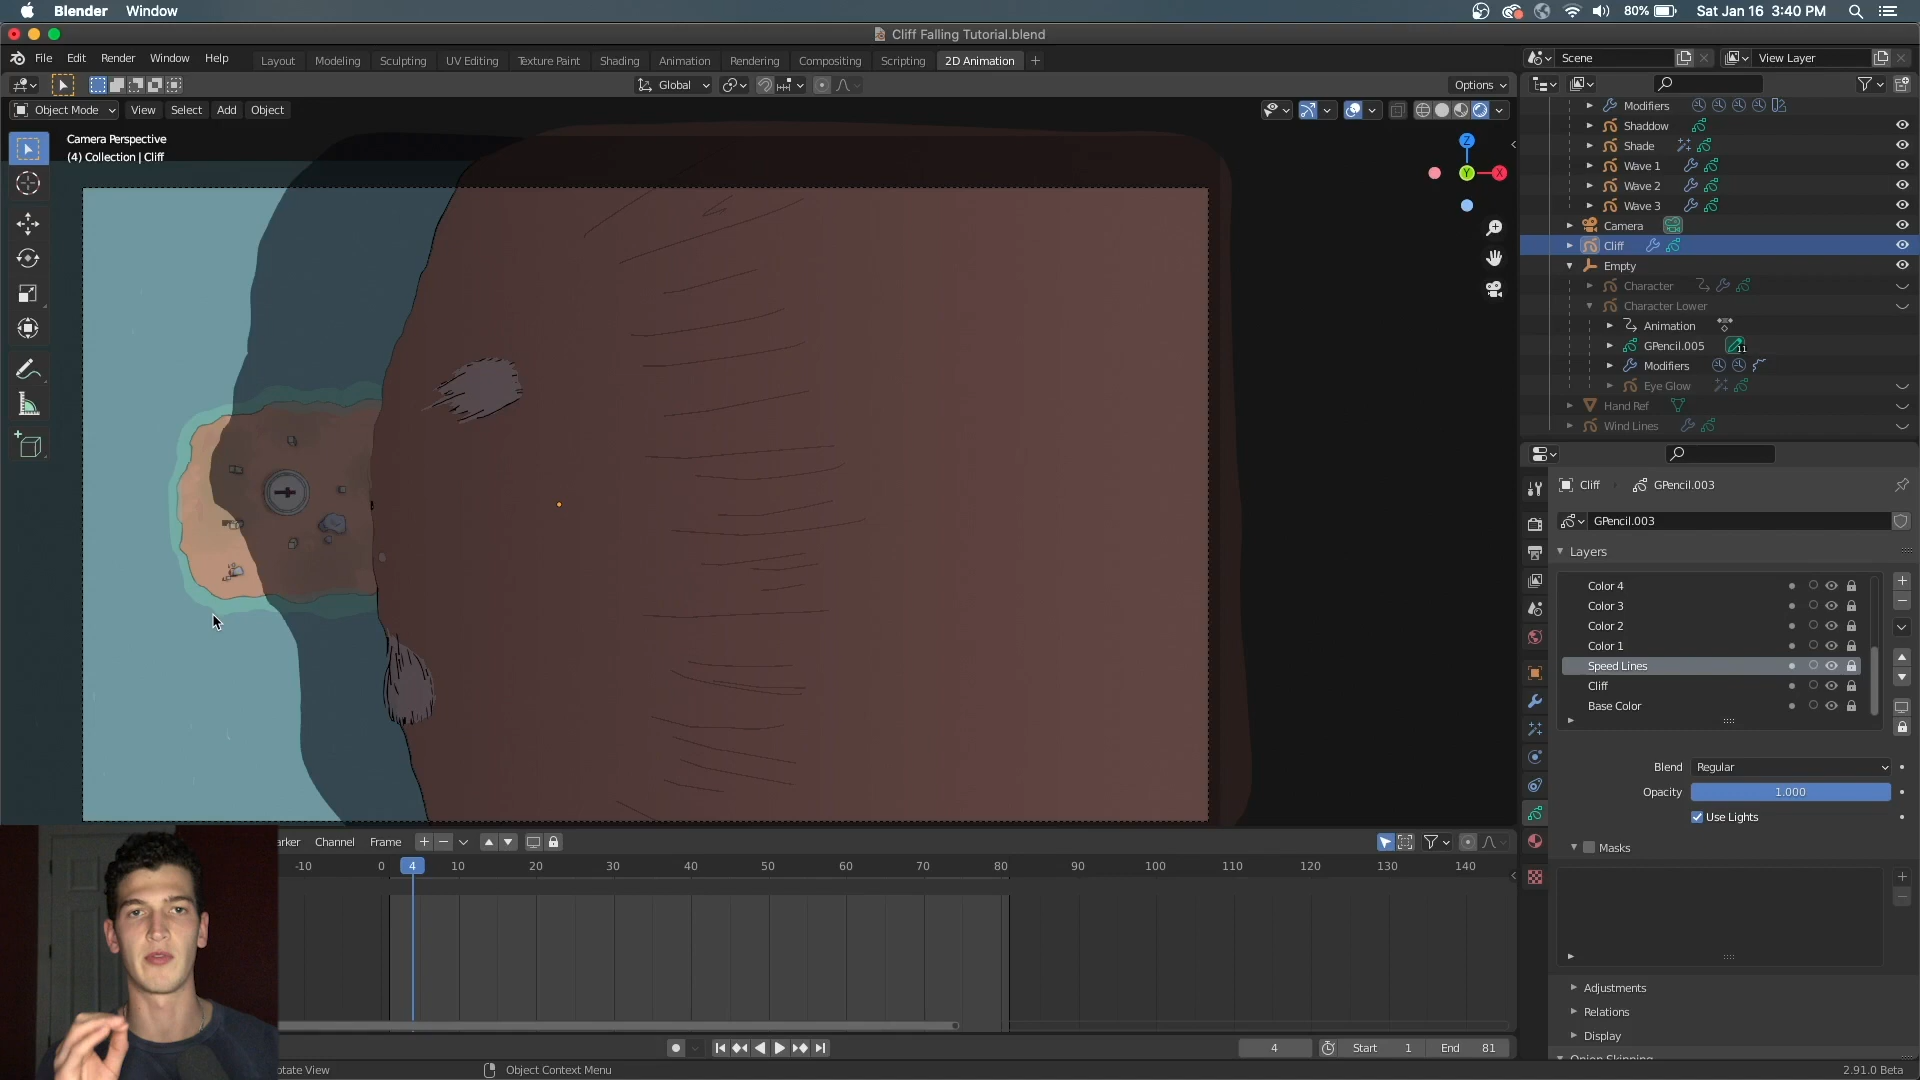 Blender Window
80% Sat Jan 16 3:40 PM
Cliff Falling Tutorial.blend
File Edit Render Window Help Layout Modeling Sculpting UV Editing Texture Paint Shading Animation Rendering Compositing Scripting 2D Animation + Scene View Layer
Global Options
Object Mode View Select Add Object
Camera Perspective
(4) Collection | Cliff
Z
Y
X
Modifiers
Shaddow
Shade
Wave 1
Wave 2
Wave 3
Camera
Cliff
Empty
Character
Character Lower
Animation
GPencil.005 11
Modifiers
Eye Glow
Hand Ref
Wind Lines
Cliff GPencil.003
GPencil.003
Layers
Color 4
Color 3
Color 2
Color 1
Speed Lines
Cliff
Base Color
Blend Regular
Opacity 1.000
Use Lights
Masks
Adjustments
Relations
Display
arker Channel Frame
-10 0 4 10 20 30 40 50 60 70 80 90 100 110 120 130 140
4 Start 1 End 81
otate View Object Context Menu 2.91.0 Beta